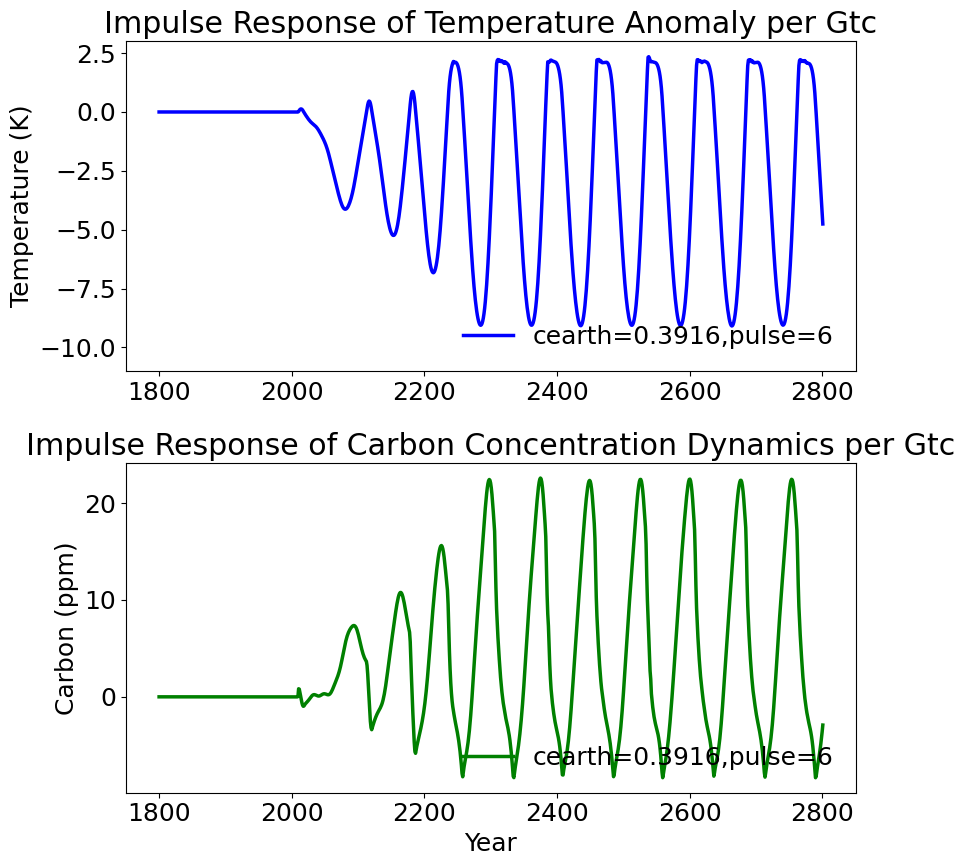 Impulse Response of Temperature Anomaly per Gtc
2.5
0.0
−2.5
−5.0
−7.5
−10.0
Temperature (K)
cearth=0.3916,pulse=6
1800 2000 2200 2400 2600 2800
Impulse Response of Carbon Concentration Dynamics per Gtc
20
10
0
Carbon (ppm)
cearth=0.3916,pulse=6
1800 2000 2200 2400 2600 2800
Year